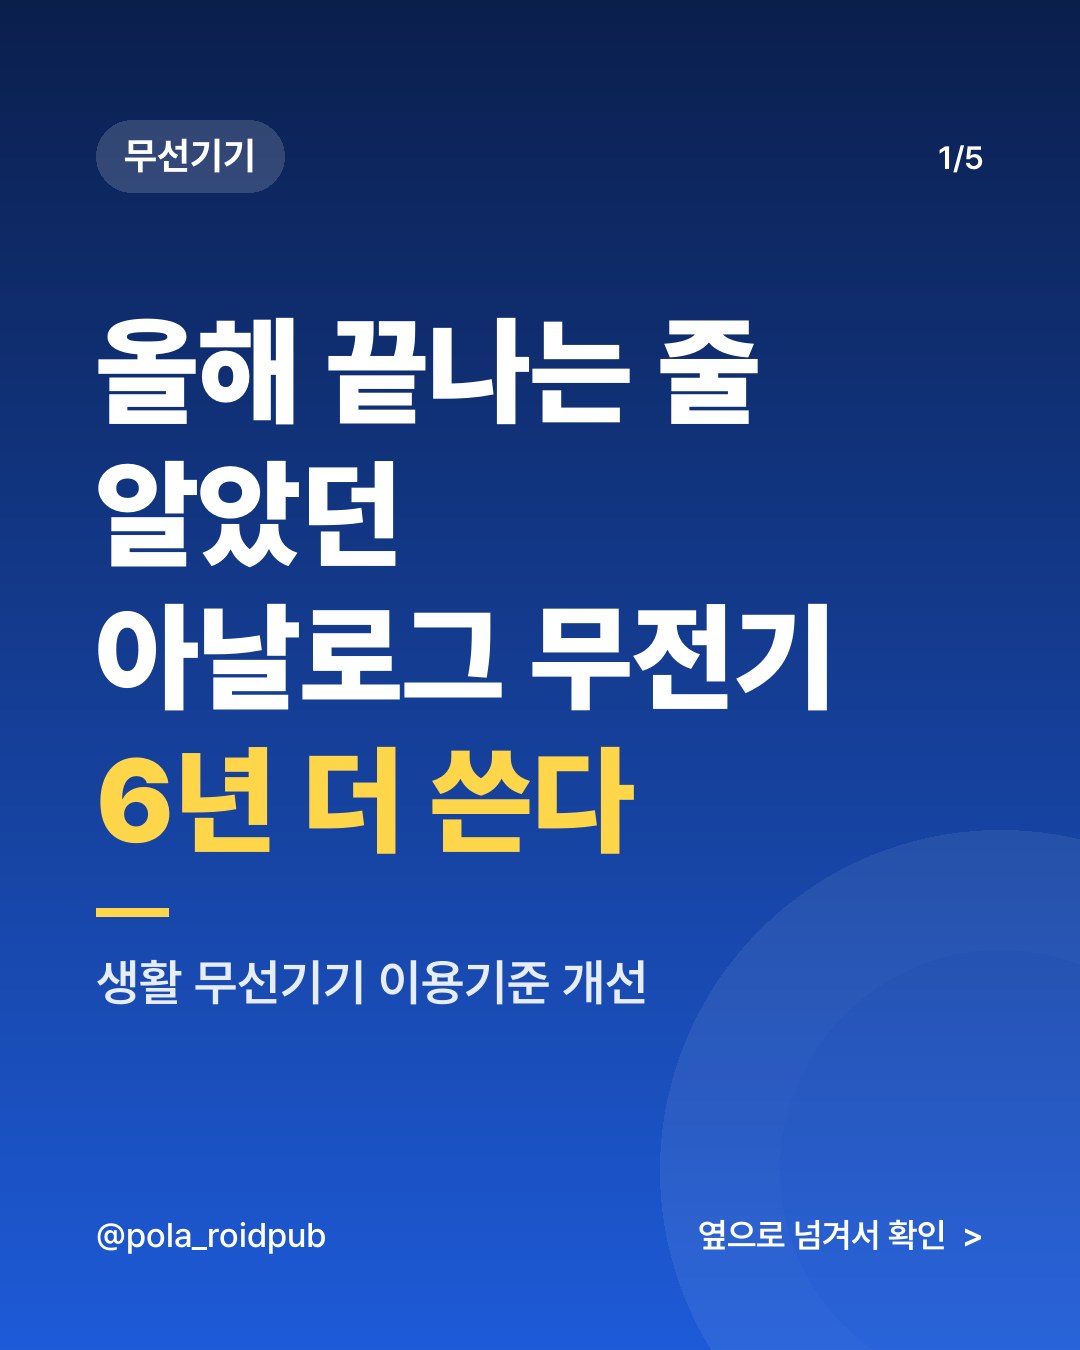 무선기기
1/5
올해 끝나는 줄
알았던
아날로그 무전기
6년 더 쓴다
생활 무선기기 이용기준 개선
@pola_roidpub
옆으로 넘겨서 확인 >